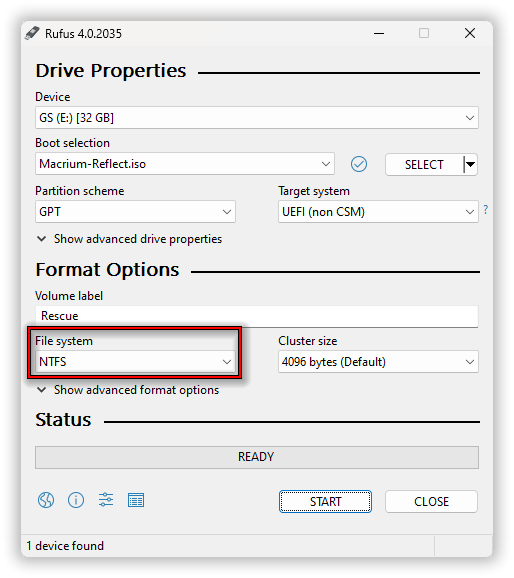 Rufus 4.0.2035
Drive Properties
Device
GS (E:) [32 GB]
Boot selection
Macrium-Reflect.iso
SELECT
Partition scheme
Target system
GPT
UEFI (non CSM)
?
Show advanced drive properties
Format Options
Volume label
Rescue
File system
Cluster size
NTFS
4096 bytes (Default)
Show advanced format options
Status
READY
START
CLOSE
1 device found